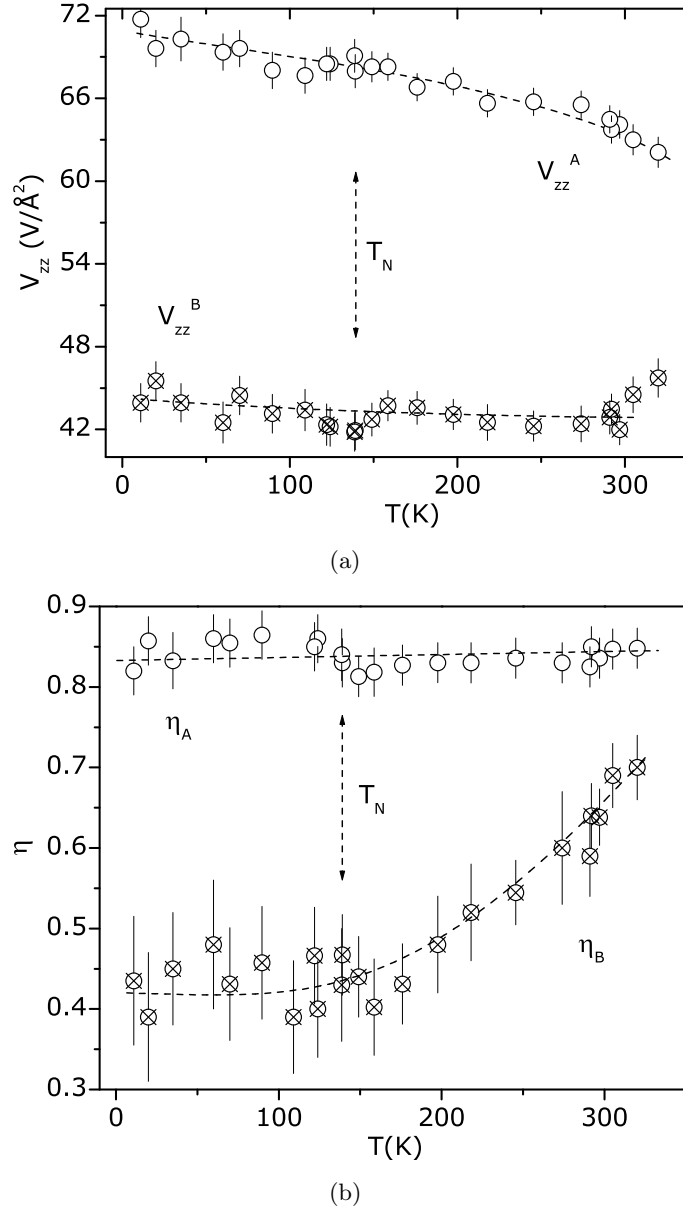 72
66
60
54
48
42
V_zz (V/Å²)
V_zz^A
T_N
V_zz^B
0 100 200 300
T(K)
(a)
0.9
0.8
0.7
0.6
0.5
0.4
0.3
η
η_A
T_N
η_B
0 100 200 300
T(K)
(b)